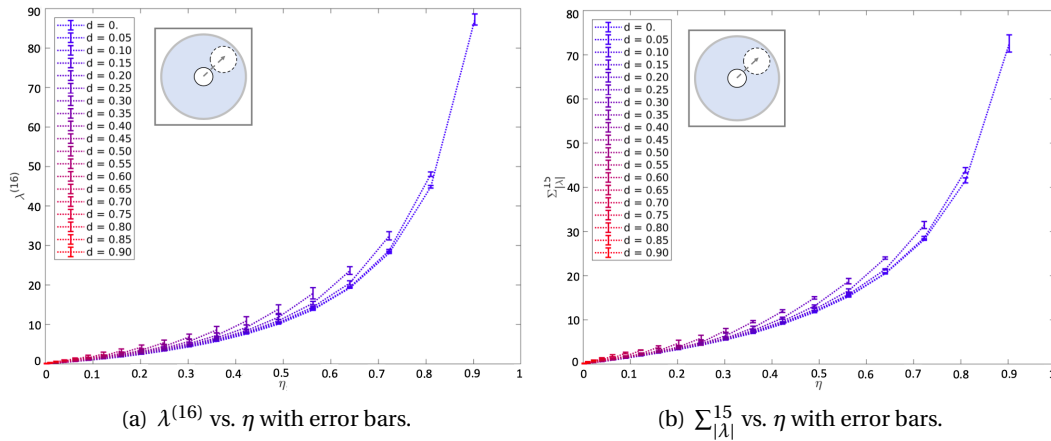 90
80
70
60
50
40
30
20
10
0
λ^(16)
d = 0.
d = 0.05
d = 0.10
d = 0.15
d = 0.20
d = 0.25
d = 0.30
d = 0.35
d = 0.40
d = 0.45
d = 0.50
d = 0.55
d = 0.60
d = 0.65
d = 0.70
d = 0.75
d = 0.80
d = 0.85
d = 0.90
0 0.1 0.2 0.3 0.4 0.5 0.6 0.7 0.8 0.9 1
η
(a) λ^(16) vs. η with error bars.
80
70
60
50
40
30
20
10
0
Σ^15_|λ|
d = 0.
d = 0.05
d = 0.10
d = 0.15
d = 0.20
d = 0.25
d = 0.30
d = 0.35
d = 0.40
d = 0.45
d = 0.50
d = 0.55
d = 0.60
d = 0.65
d = 0.70
d = 0.75
d = 0.80
d = 0.85
d = 0.90
0.1 0.2 0.3 0.4 0.5 0.6 0.7 0.8 0.9 1
η
(b) Σ^15_|λ| vs. η with error bars.